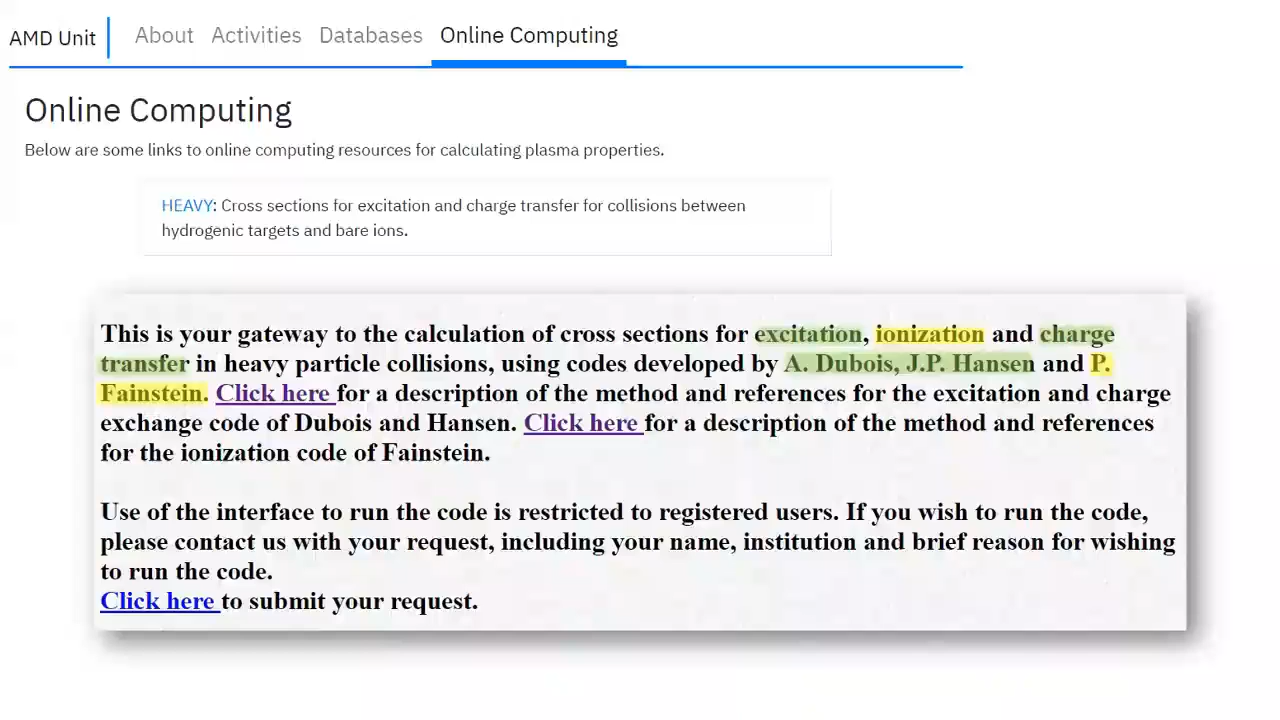 AMD Unit About Activities Databases Online Computing
Online Computing
Below are some links to online computing resources for calculating plasma properties.
HEAVY: Cross sections for excitation and charge transfer for collisions between
hydrogenic targets and bare ions.
This is your gateway to the calculation of cross sections for excitation, ionization and charge
transfer in heavy particle collisions, using codes developed by A. Dubois, J.P. Hansen and P.
Fainstein. Click here for a description of the method and references for the excitation and charge
exchange code of Dubois and Hansen. Click here for a description of the method and references
for the ionization code of Fainstein.
Use of the interface to run the code is restricted to registered users. If you wish to run the code,
please contact us with your request, including your name, institution and brief reason for wishing
to run the code.
Click here to submit your request.